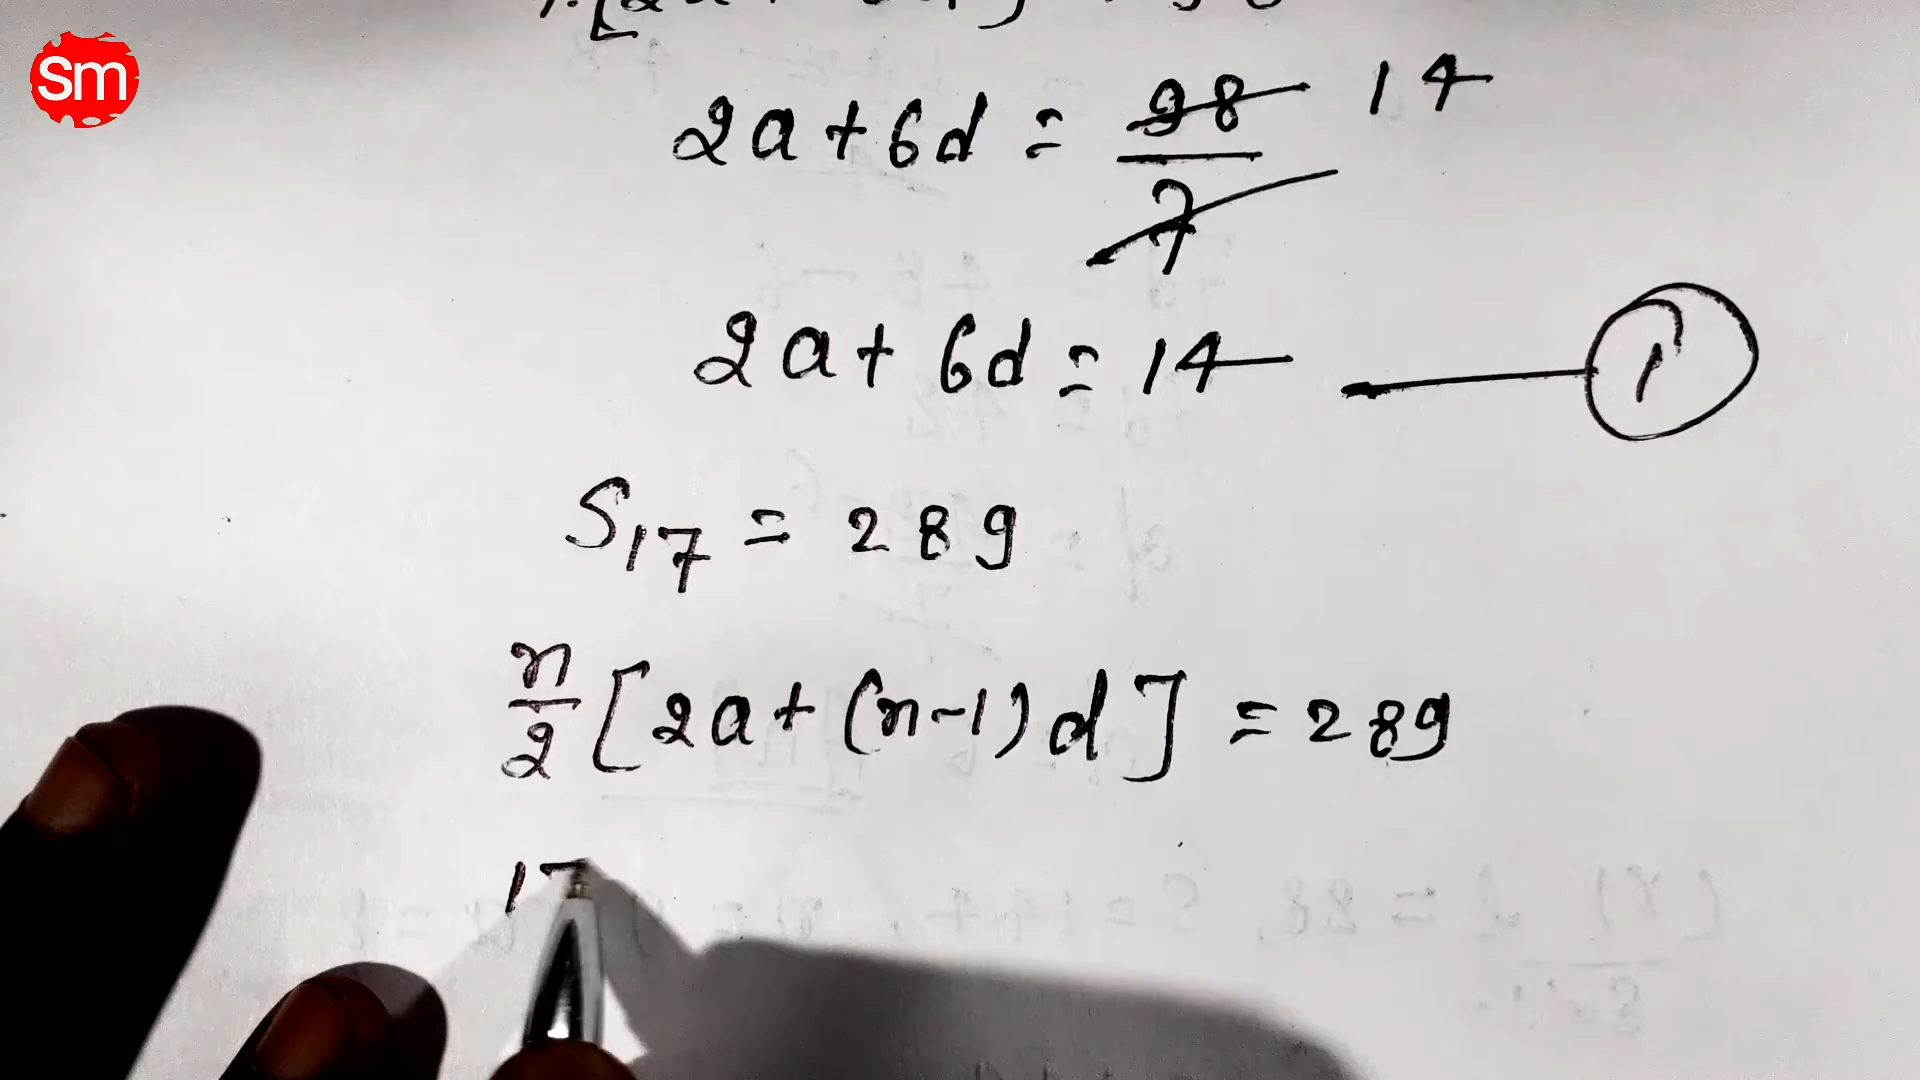 Sm
2a + 6d = 98/7 14
2a + 6d = 14 — 1
S17 = 289
n/2 [2a + (n-1) d] = 289
17